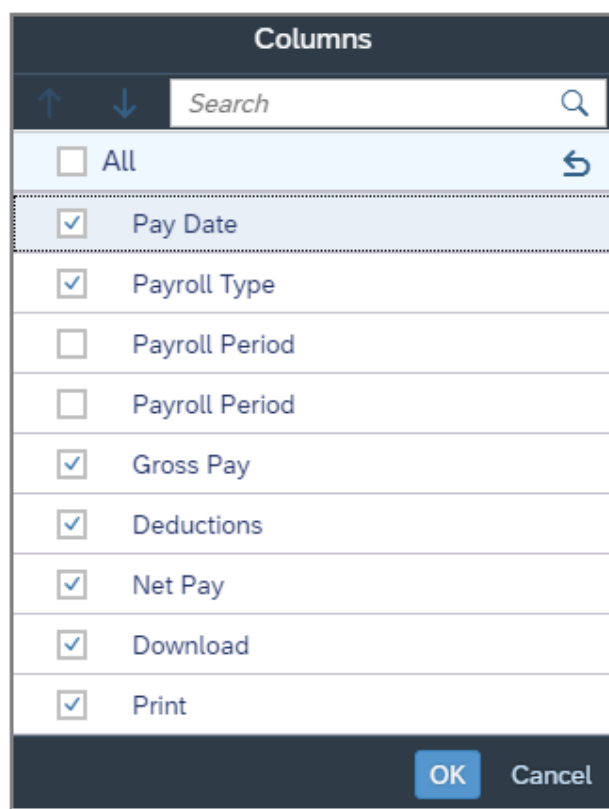 Columns
Search
All
Pay Date
Payroll Type
Payroll Period
Payroll Period
Gross Pay
Deductions
Net Pay
Download
Print
OK Cancel